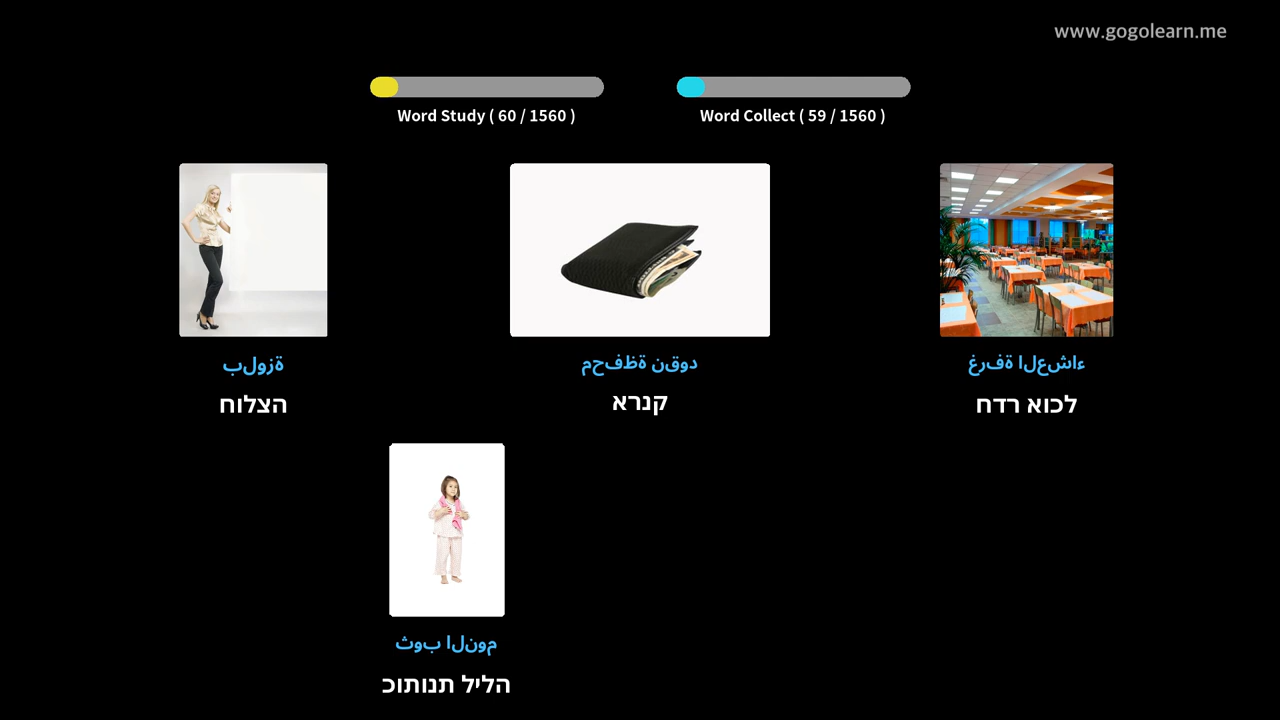 www.gogolearn.me
Word Study ( 60 / 1560 )
Word Collect ( 59 / 1560 )
ةزولب
הצלוח
دوقن ةظفحم
קנרא
ءاشعلا ةفرغ
לכוא רדח
مونلا بوث
הליל תנותוכ